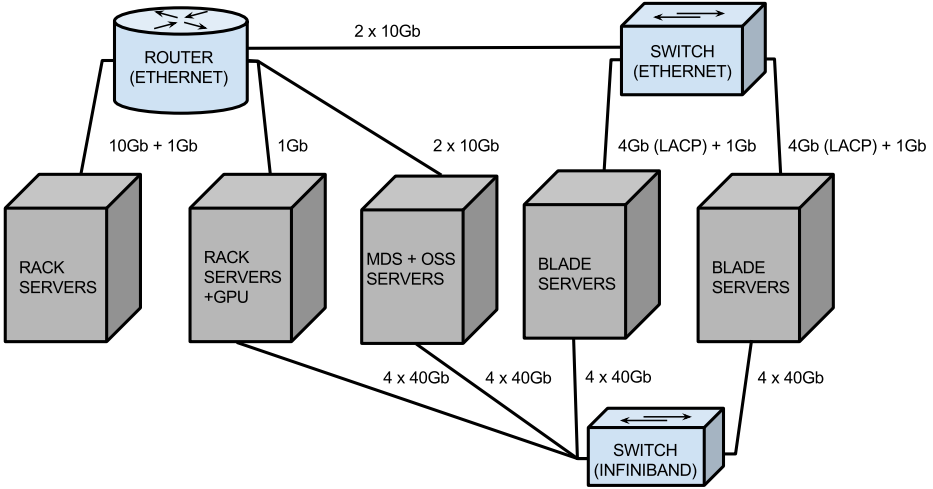 2 x 10Gb
ROUTER
(ETHERNET)
SWITCH
(ETHERNET)
10Gb + 1Gb
1Gb
2 x 10Gb
4Gb (LACP) + 1Gb
4Gb (LACP) + 1Gb
RACK
SERVERS
RACK
SERVERS
+GPU
MDS + OSS
SERVERS
BLADE
SERVERS
BLADE
SERVERS
4 x 40Gb
4 x 40Gb
4 x 40Gb
4 x 40Gb
SWITCH
(INFINIBAND)